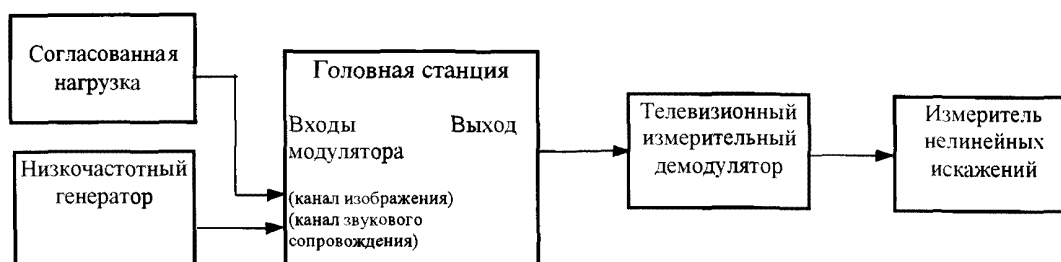 Согласованная
нагрузка
Низкочастотный
генератор
Головная станция
Входы Выход
модулятора
(канал изображения)
(канал звукового
сопровождения)
Телевизионный
измерительный
демодулятор
Измеритель
нелинейных
искажений